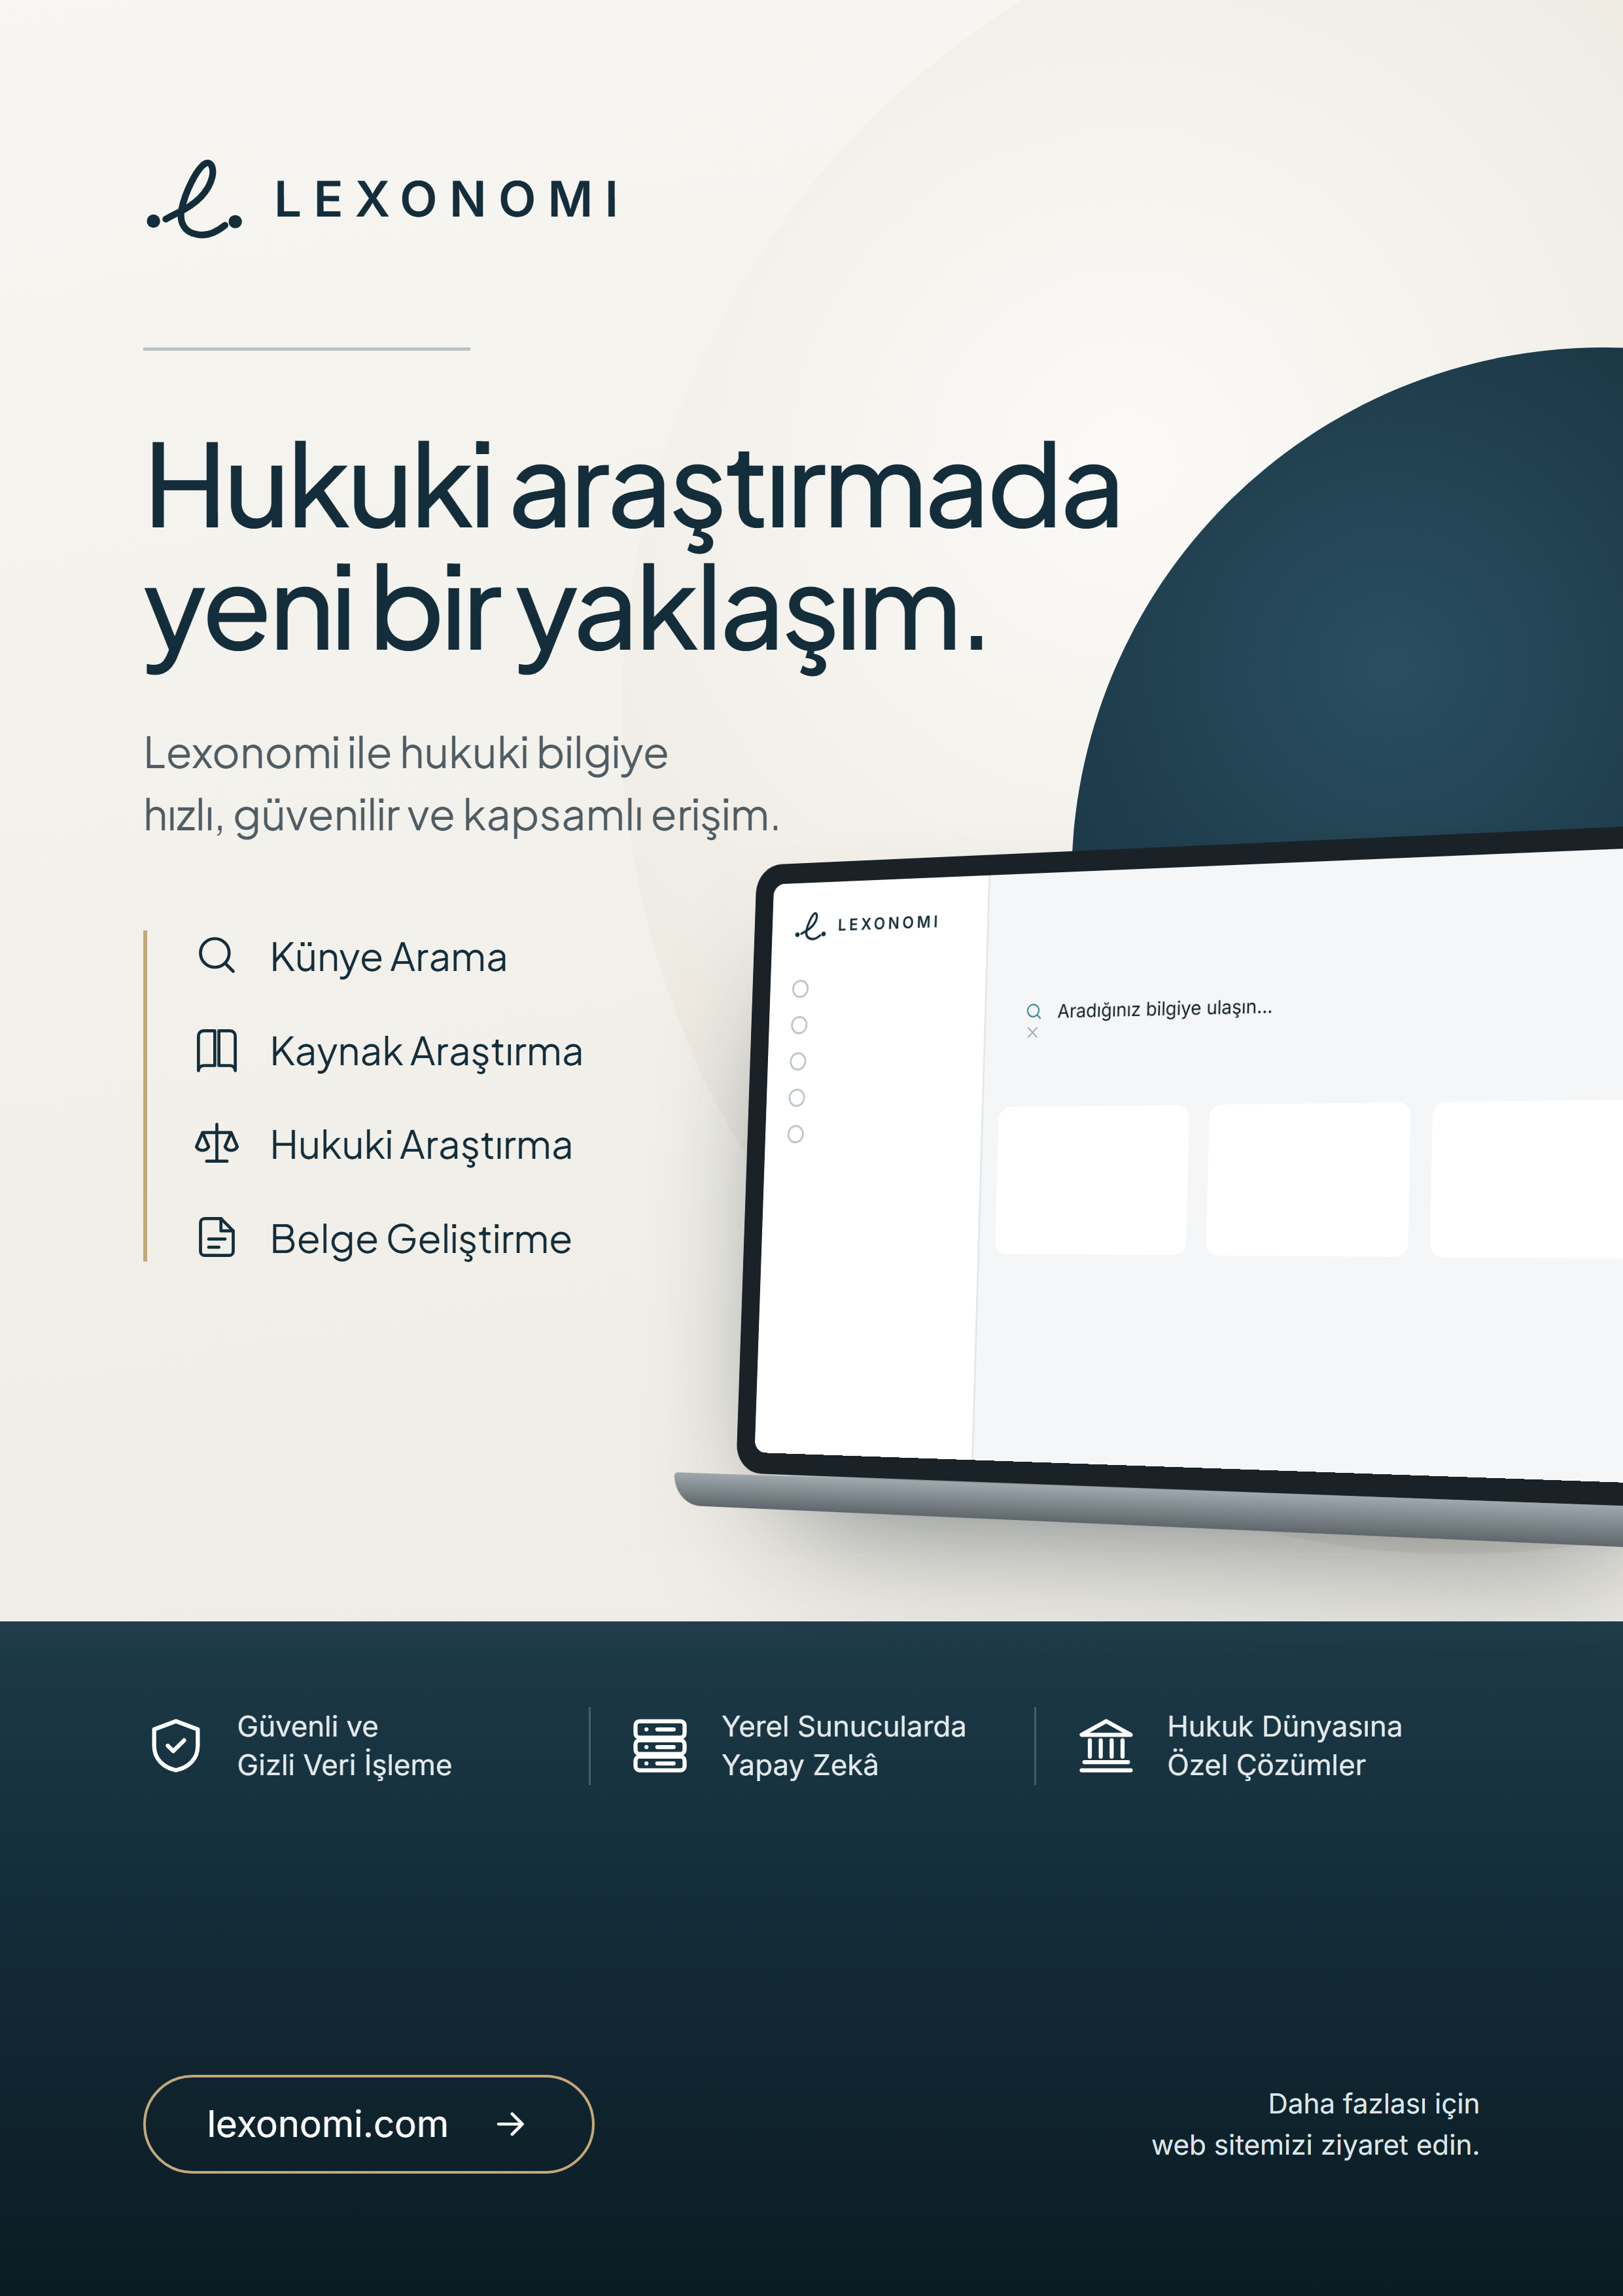 LEXONOMI
Hukuki araştırmada
yeni bir yaklaşım.
Lexonomi ile hukuki bilgiye
hızlı, güvenilir ve kapsamlı erişim.
Künye Arama
Kaynak Araştırma
Hukuki Araştırma
Belge Geliştirme
LEXONOMI
Aradığınız bilgiye ulaşın...
Güvenli ve
Gizli Veri İşleme
Yerel Sunucularda
Yapay Zekâ
Hukuk Dünyasına
Özel Çözümler
lexonomi.com
Daha fazlası için
web sitemizi ziyaret edin.